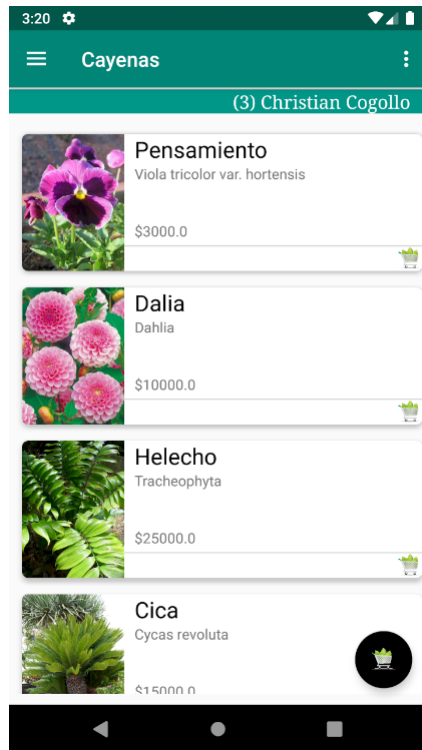 3:20
Cayenas
(3) Christian Cogollo
Pensamiento
Viola tricolor var. hortensis
$3000.0
Dalia
Dahlia
$10000.0
Helecho
Tracheophyta
$25000.0
Cica
Cycas revoluta
$15000.0